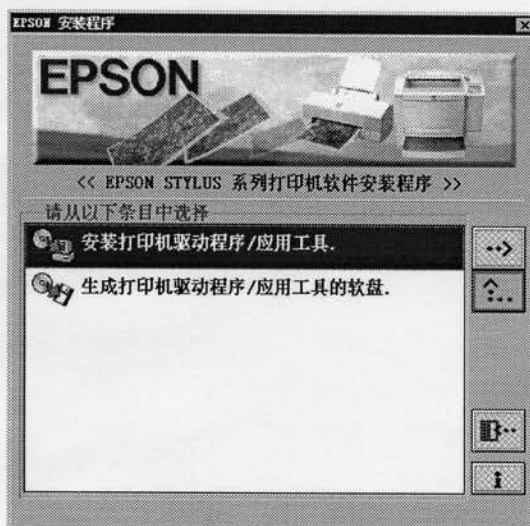 EPSON 安装程序
EPSON
<< EPSON STYLUS 系列打印机软件安装程序 >>
请从以下条目中选择
安装打印机驱动程序/应用工具.
生成打印机驱动程序/应用工具的软盘.